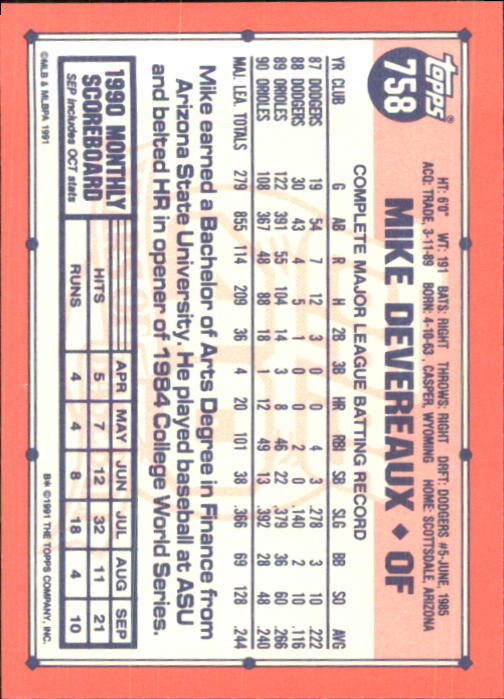 topps®
758
HT: 6'0" WT: 191 BATS: RIGHT THROWS: RIGHT DRFT: DODGERS #5-JUNE, 1985
ACQ: TRADE, 3-11-89 BORN: 4-10-63, CASPER, WYOMING HOME: SCOTTSDALE, ARIZONA
MIKE DEVEREAUX ◆ OF
COMPLETE MAJOR LEAGUE BATTING RECORD
YR CLUB G AB R H 2B 3B HR RBI SB SLG BB SO AVG
87 DODGERS 19 54 7 12 3 0 0 4 3 .278 3 10 .222
88 DODGERS 30 43 4 5 1 0 0 2 0 .140 2 10 .116
89 ORIOLES 122 391 55 104 14 3 8 46 22 .379 36 60 .266
90 ORIOLES 108 367 48 88 18 1 12 49 13 .392 28 48 .240
MAJ. LEA. TOTALS 279 855 114 209 36 4 20 101 38 .366 69 128 .244
Mike earned a Bachelor of Arts Degree in Finance from
Arizona State University. He played baseball at ASU
and belted HR in opener of 1984 College World Series.
1990 MONTHLY
SCOREBOARD
SEP includes OCT stats
APR MAY JUN JUL AUG SEP
HITS 5 7 12 32 11 21
RUNS 4 4 8 18 4 10
©MLB & MLBPA 1991
B* ©1991 THE TOPPS COMPANY, INC.